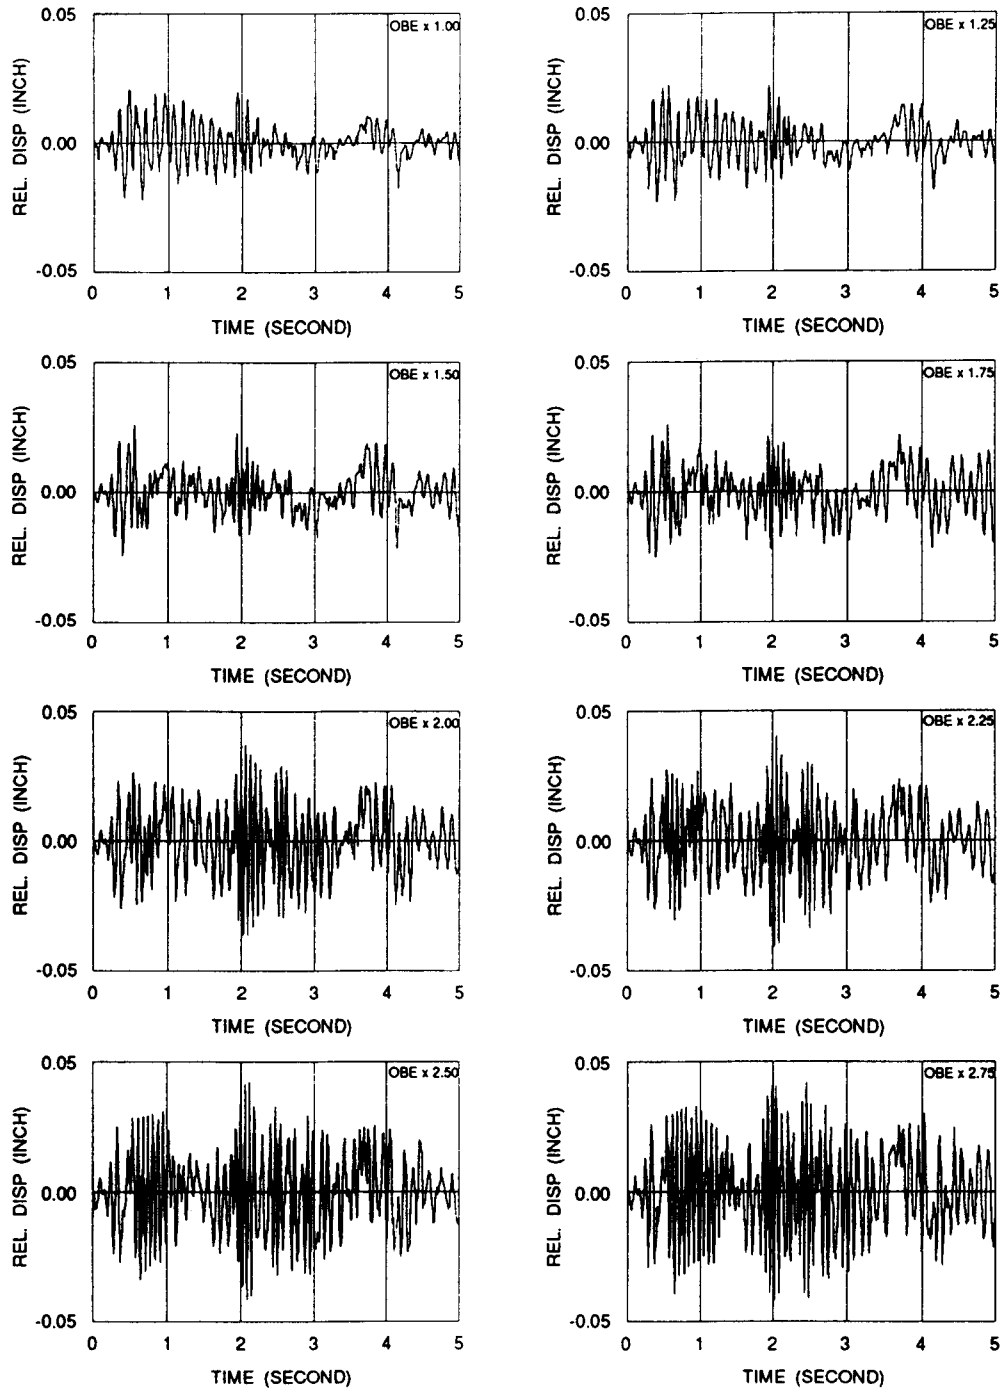 0.05
OBE x 1.00
REL. DISP (INCH)
0.00
-0.05
0 1 2 3 4 5
TIME (SECOND)
0.05
OBE x 1.25
REL. DISP (INCH)
0.00
-0.05
0 1 2 3 4 5
TIME (SECOND)
0.05
OBE x 1.50
REL. DISP (INCH)
0.00
-0.05
0 1 2 3 4 5
TIME (SECOND)
0.05
OBE x 1.75
REL. DISP (INCH)
0.00
-0.05
0 1 2 3 4 5
TIME (SECOND)
0.05
OBE x 2.00
REL. DISP (INCH)
0.00
-0.05
0 1 2 3 4 5
TIME (SECOND)
0.05
OBE x 2.25
REL. DISP (INCH)
0.00
-0.05
0 1 2 3 4 5
TIME (SECOND)
0.05
OBE x 2.50
REL. DISP (INCH)
0.00
-0.05
0 1 2 3 4 5
TIME (SECOND)
0.05
OBE x 2.75
REL. DISP (INCH)
0.00
-0.05
0 1 2 3 4 5
TIME (SECOND)